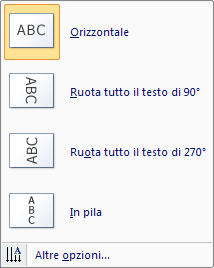 ABC Orizzontale
ABC Ruota tutto il testo di 90°
ABC Ruota tutto il testo di 270°
ABC In pila
Altre opzioni...